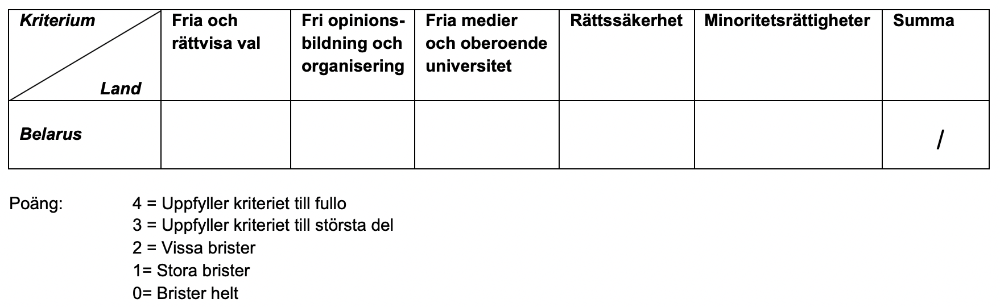 Kriterium
Land
Fria och
rättvisa val
Fri opinions-
bildning och
organisering
Fria medier
och oberoende
universitet
Rättssäkerhet
Minoritetsrättigheter
Summa
Belarus
/
Poäng:
4 = Uppfyller kriteriet till fullo
3 = Uppfyller kriteriet till största del
2 = Vissa brister
1= Stora brister
0= Brister helt